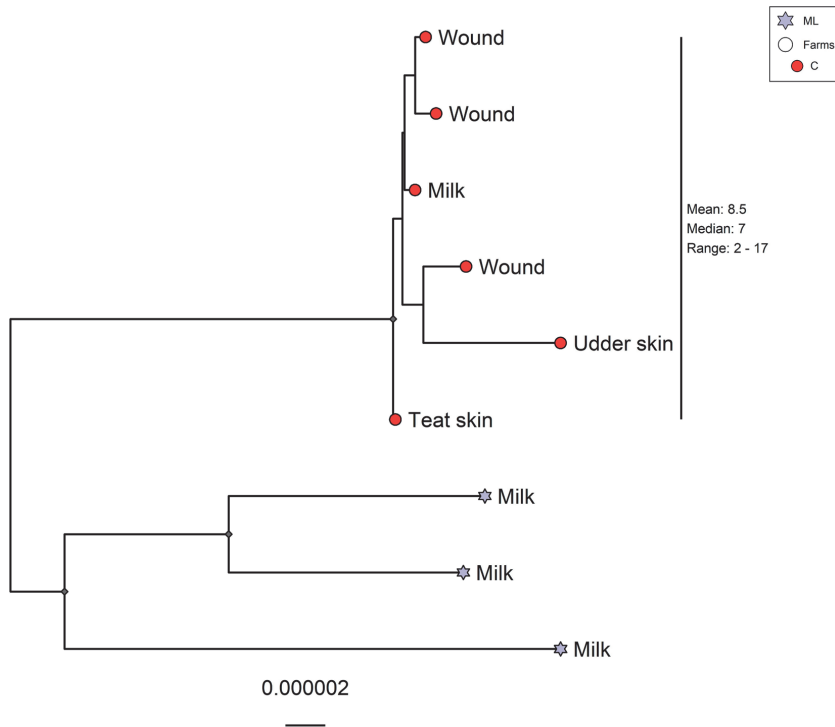 ML
Farms
C
Wound
Wound
Milk
Wound
Udder skin
Teat skin
Mean: 8.5
Median: 7
Range: 2 - 17
Milk
Milk
Milk
0.000002